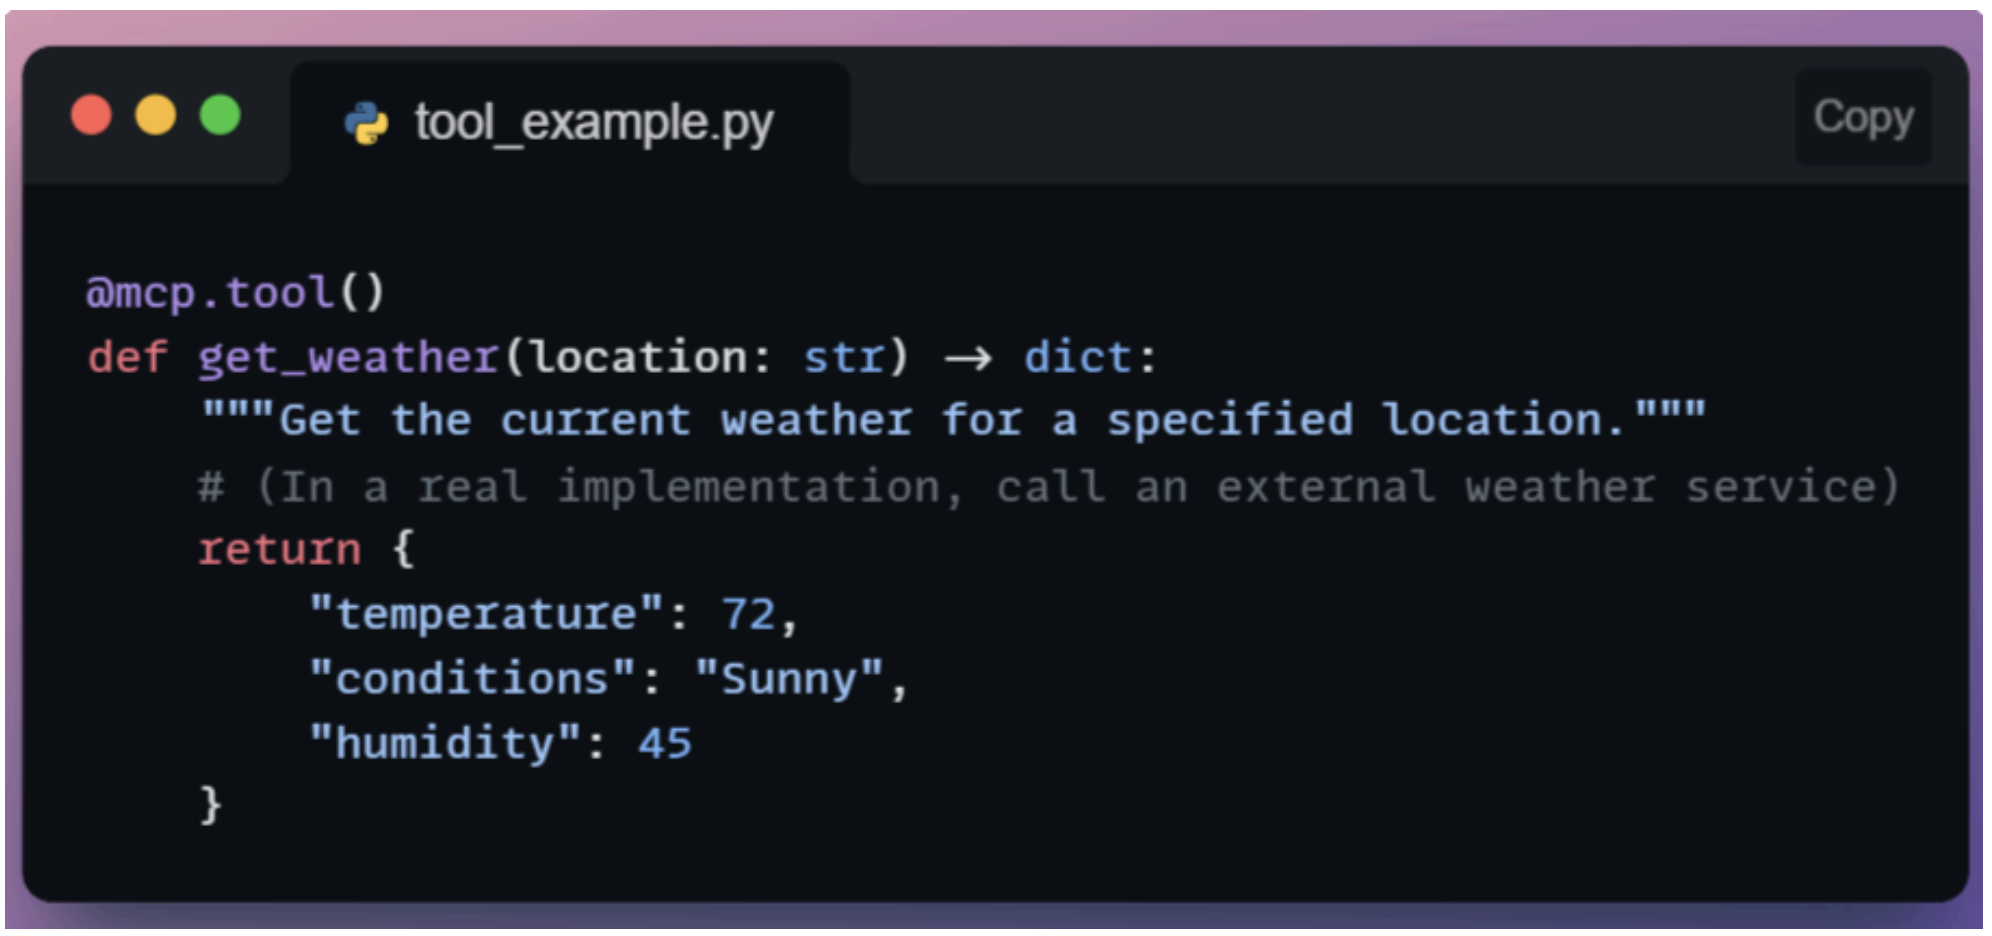 tool_example.py
Copy
@mcp.tool()
def get_weather(location: str) → dict:
    """Get the current weather for a specified location."""
    # (In a real implementation, call an external weather service)
    return {
        "temperature": 72,
        "conditions": "Sunny",
        "humidity": 45
    }